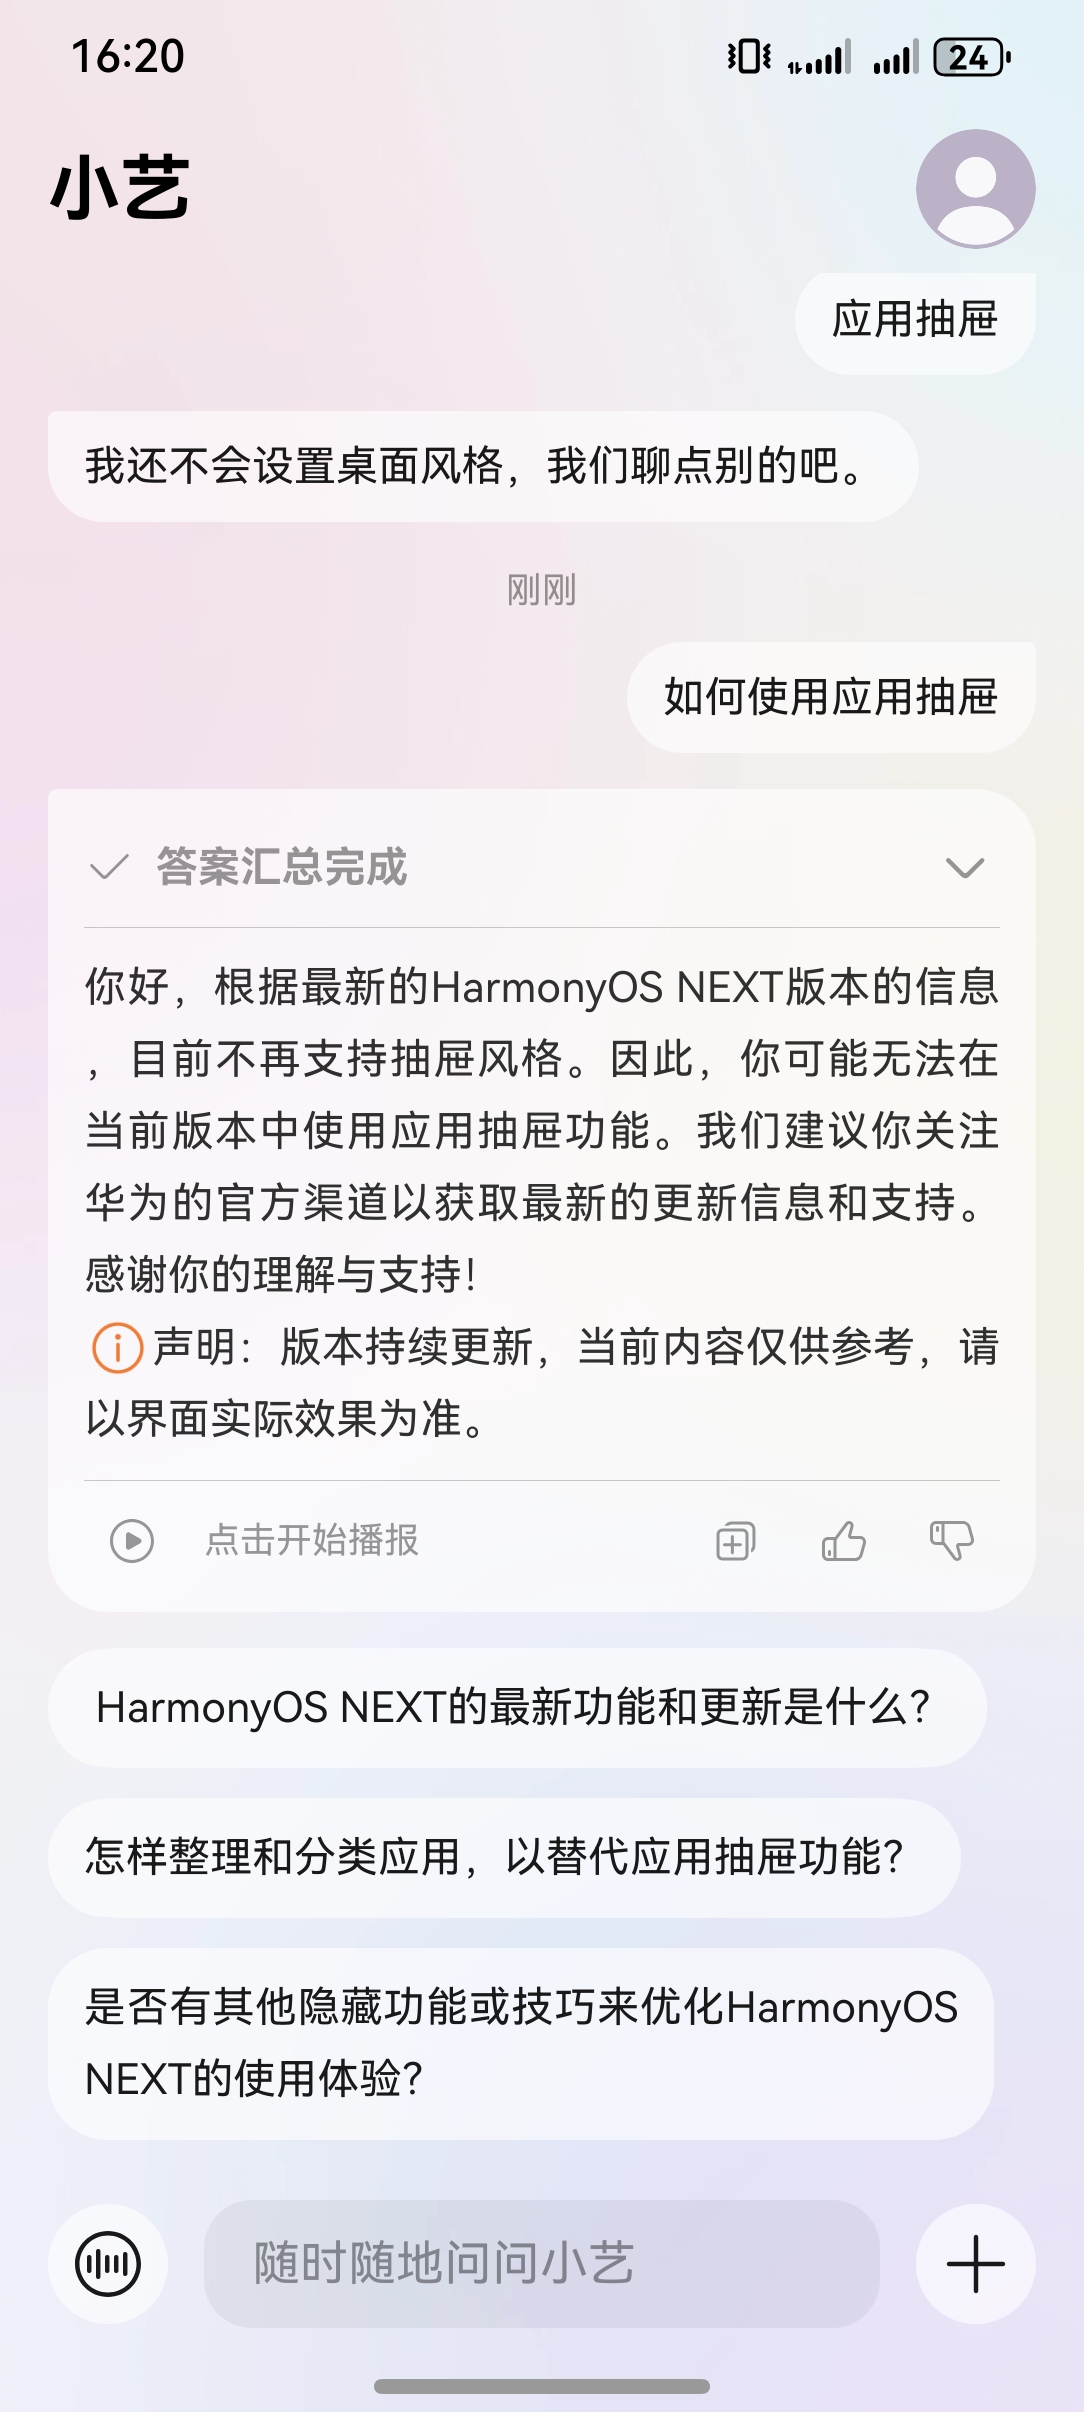 16:20
24
小艺
应用抽屉
我还不会设置桌面风格，我们聊点别的吧。
刚刚
如何使用应用抽屉
答案汇总完成
你好，根据最新的HarmonyOS NEXT版本的信息
，目前不再支持抽屉风格。因此，你可能无法在
当前版本中使用应用抽屉功能。我们建议你关注
华为的官方渠道以获取最新的更新信息和支持。
感谢你的理解与支持！
声明：版本持续更新，当前内容仅供参考，请
以界面实际效果为准。
点击开始播报
HarmonyOS NEXT的最新功能和更新是什么？
怎样整理和分类应用，以替代应用抽屉功能？
是否有其他隐藏功能或技巧来优化HarmonyOS
NEXT的使用体验？
随时随地问问小艺